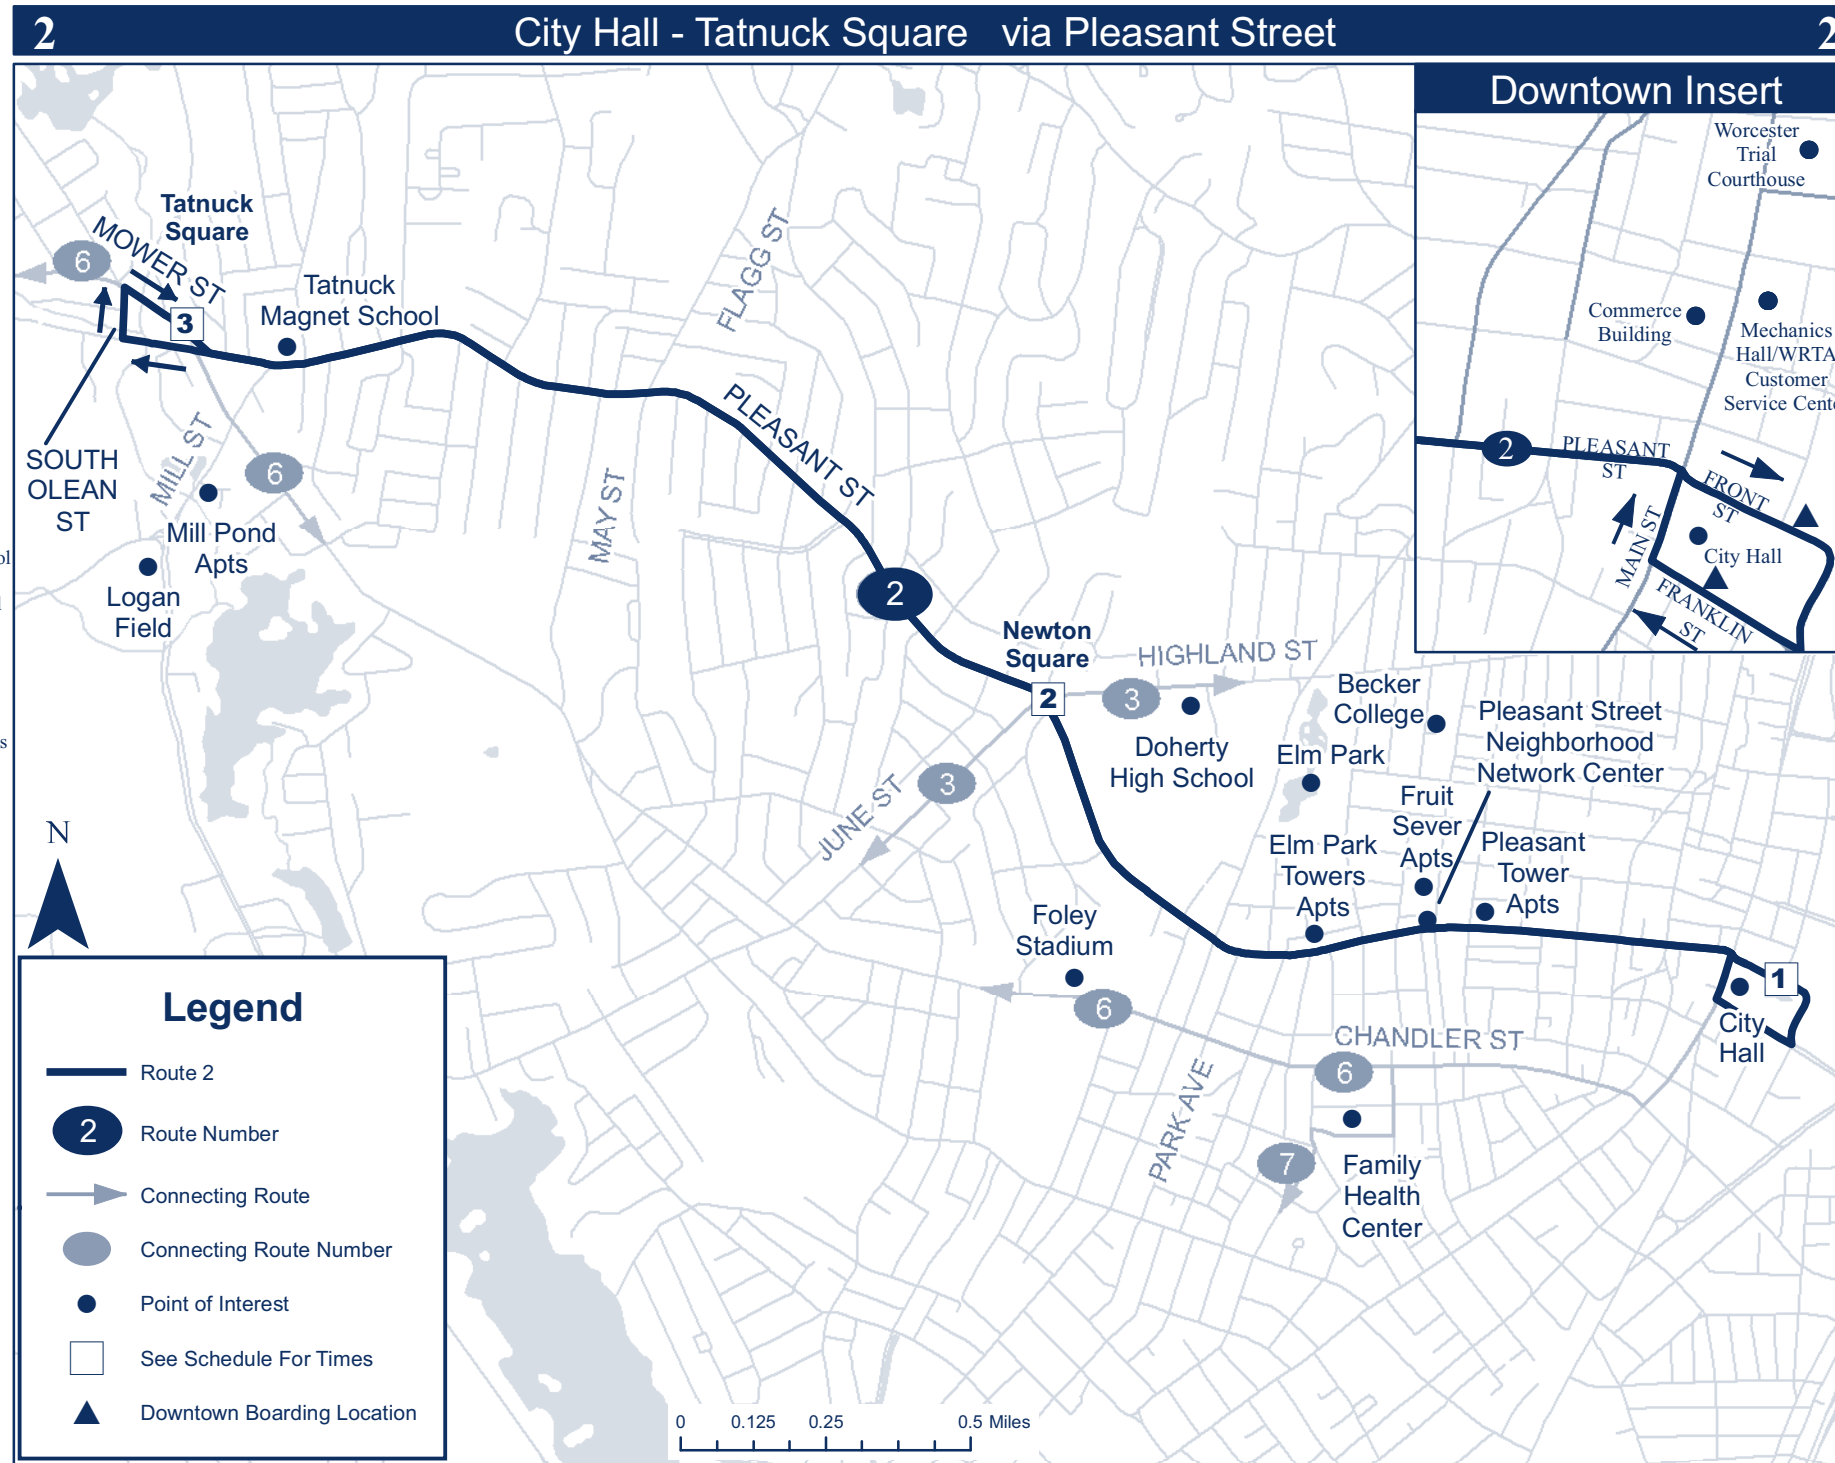 2 City Hall - Tatnuck Square via Pleasant Street 2
Downtown Insert
Worcester
Trial
Courthouse
Commerce
Building
Mechanics
Hall/WRTA
Customer
Service
2
PLEASANT
ST
FRONT
ST
MAIN ST
City Hall
FRANKLIN
ST
Tatnuck
Square
MOWER ST
6
3
Tatnuck
Magnet School
FLAGG ST
PLEASANT ST
SOUTH
OLEAN
ST
MILL ST
6
Mill Pond
Apts
Logan
Field
MAY ST
2
Newton
Square
2
HIGHLAND ST
3
Doherty
High School
Becker
College
Elm Park
Pleasant Street
Neighborhood
Network Center
Fruit
Sever
Apts
Elm Park
Towers
Apts
Pleasant
Tower
Apts
3
JUNE ST
N
Foley
Stadium
6
1
City
Hall
CHANDLER ST
6
PARK AVE
7
Family
Health
Center
Legend
Route 2
2 Route Number
Connecting Route
Connecting Route Number
Point of Interest
See Schedule For Times
Downtown Boarding Location
0 0.125 0.25 0.5 Miles